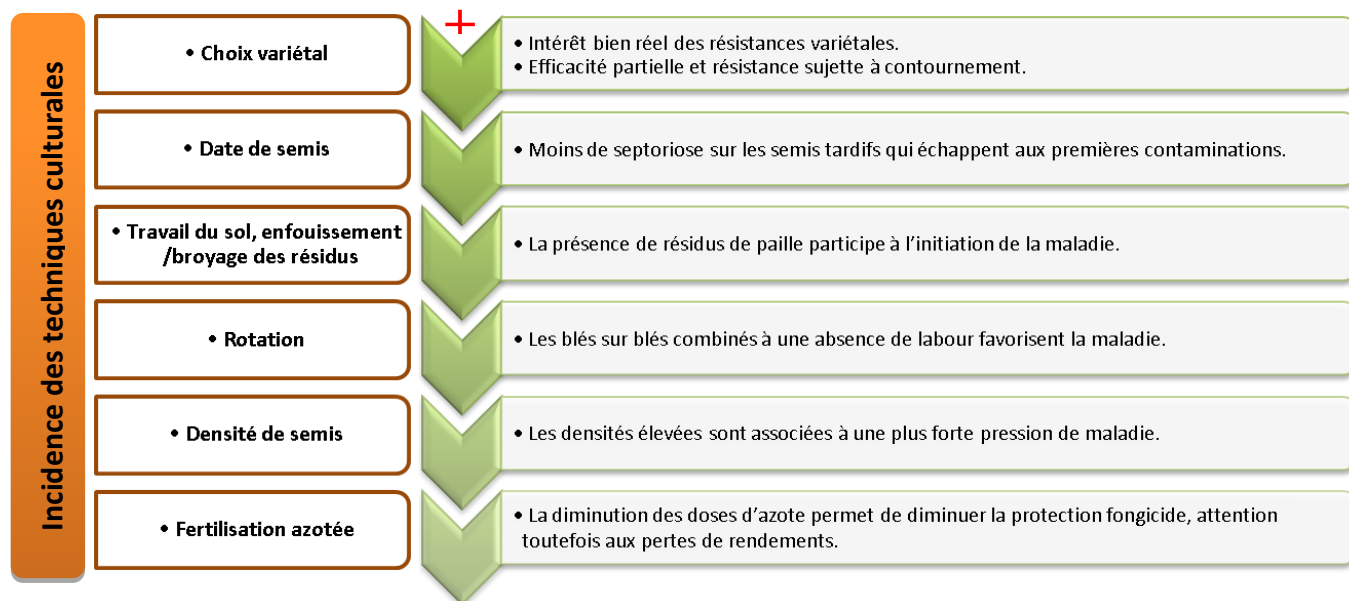 Incidence des techniques culturales
• Choix variétal
+
• Intérêt bien réel des résistances variétales.
• Efficacité partielle et résistance sujette à contournement.
• Date de semis
• Moins de septoriose sur les semis tardifs qui échappent aux premières contaminations.
• Travail du sol, enfouissement
/broyage des résidus
• La présence de résidus de paille participe à l'initiation de la maladie.
• Rotation
• Les blés sur blés combinés à une absence de labour favorisent la maladie.
• Densité de semis
• Les densités élevées sont associées à une plus forte pression de maladie.
• Fertilisation azotée
• La diminution des doses d'azote permet de diminuer la protection fongicide, attention
toutefois aux pertes de rendements.